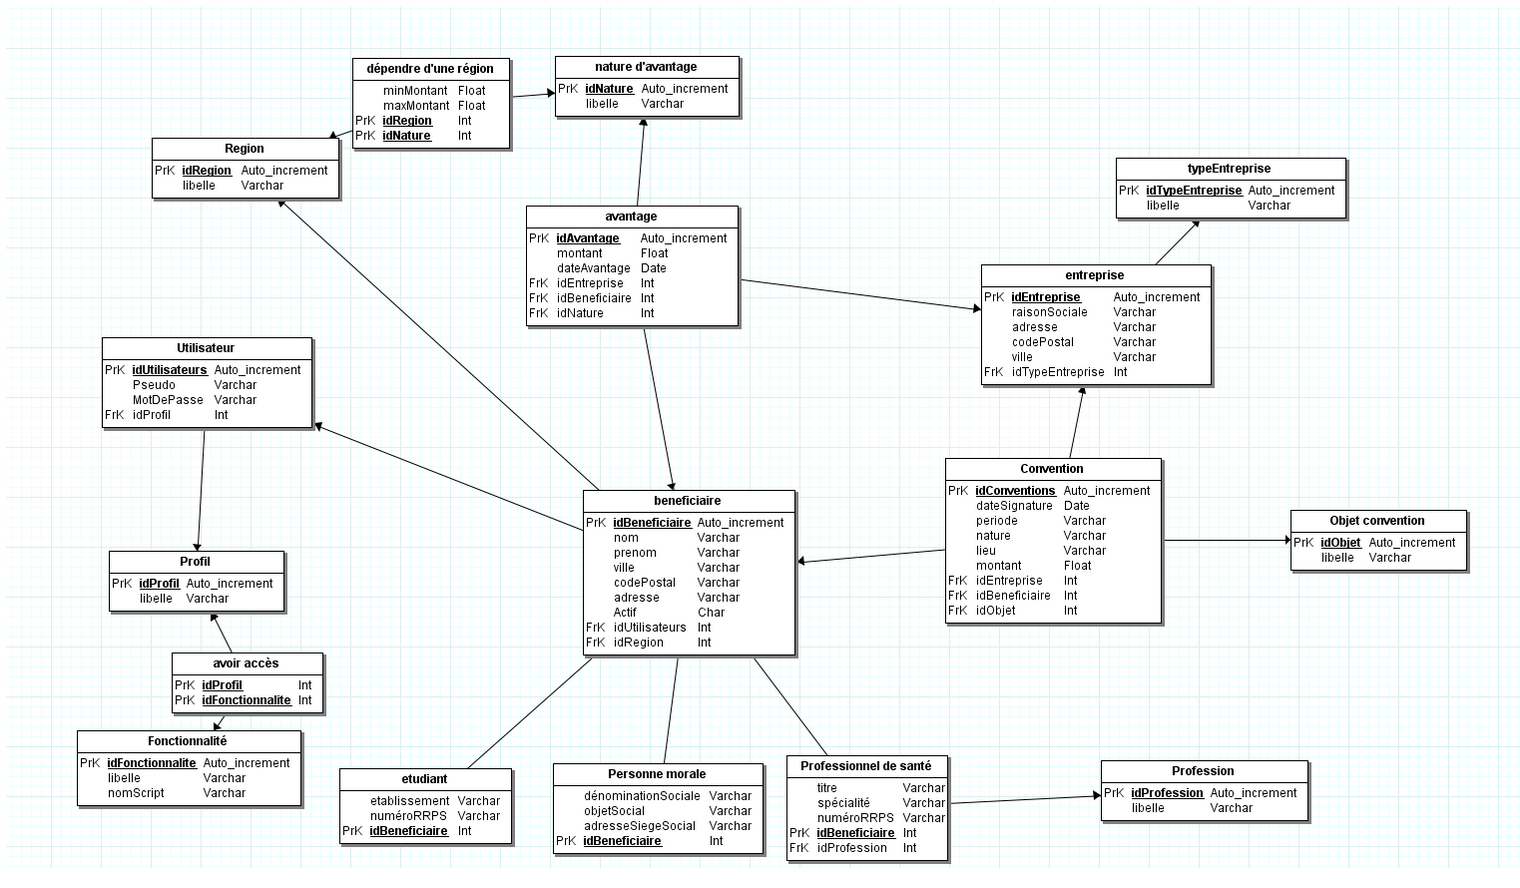 dépendre d'une région
minMontant Float
maxMontant Float
PrK idRegion Int
PrK idNature Int
nature d'avantage
PrK idNature Auto_increment
libelle Varchar
Region
PrK idRegion Auto_increment
libelle Varchar
typeEntreprise
PrK idTypeEntreprise Auto_increment
libelle Varchar
avantage
PrK idAvantage Auto_increment
montant Float
dateAvantage Date
FrK idEntreprise Int
FrK idBeneficiaire Int
FrK idNature Int
entreprise
PrK idEntreprise Auto_increment
raisonSociale Varchar
adresse Varchar
codePostal Varchar
ville Varchar
FrK idTypeEntreprise Int
Utilisateur
PrK idUtilisateurs Auto_increment
Pseudo Varchar
MotDePasse Varchar
FrK idProfil Int
Convention
PrK idConventions Auto_increment
dateSignature Date
periode Varchar
nature Varchar
lieu Varchar
montant Float
FrK idEntreprise Int
FrK idBeneficiaire Int
FrK idObjet Int
beneficiaire
PrK idBeneficiaire Auto_increment
nom Varchar
prenom Varchar
ville Varchar
codePostal Varchar
adresse Varchar
Actif Char
FrK idUtilisateurs Int
FrK idRegion Int
Objet convention
PrK idObjet Auto_increment
libelle Varchar
Profil
PrK idProfil Auto_increment
libelle Varchar
avoir accès
PrK idProfil Int
PrK idFonctionnalite Int
Fonctionnalité
PrK idFonctionnalite Auto_increment
libelle Varchar
nomScript Varchar
etudiant
etablissement Varchar
numéroRRPS Varchar
PrK idBeneficiaire Int
Personne morale
dénominationSociale Varchar
objetSocial Varchar
adresseSiegeSocial Varchar
PrK idBeneficiaire Int
Professionnel de santé
titre Varchar
spécialité Varchar
numéroRRPS Varchar
PrK idBeneficiaire Int
FrK idProfession Int
Profession
PrK idProfession Auto_increment
libelle Varchar